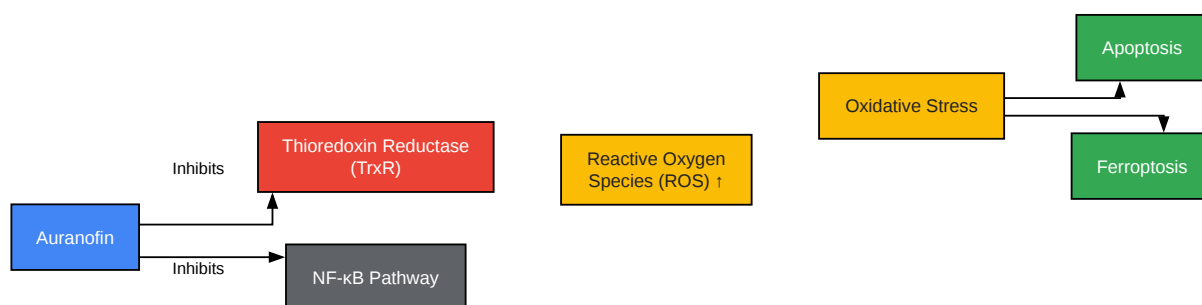 Auranofin
Inhibits
Thioredoxin Reductase
(TrxR)
Inhibits
NF-κB Pathway
Reactive Oxygen
Species (ROS) ↑
Oxidative Stress
Apoptosis
Ferroptosis